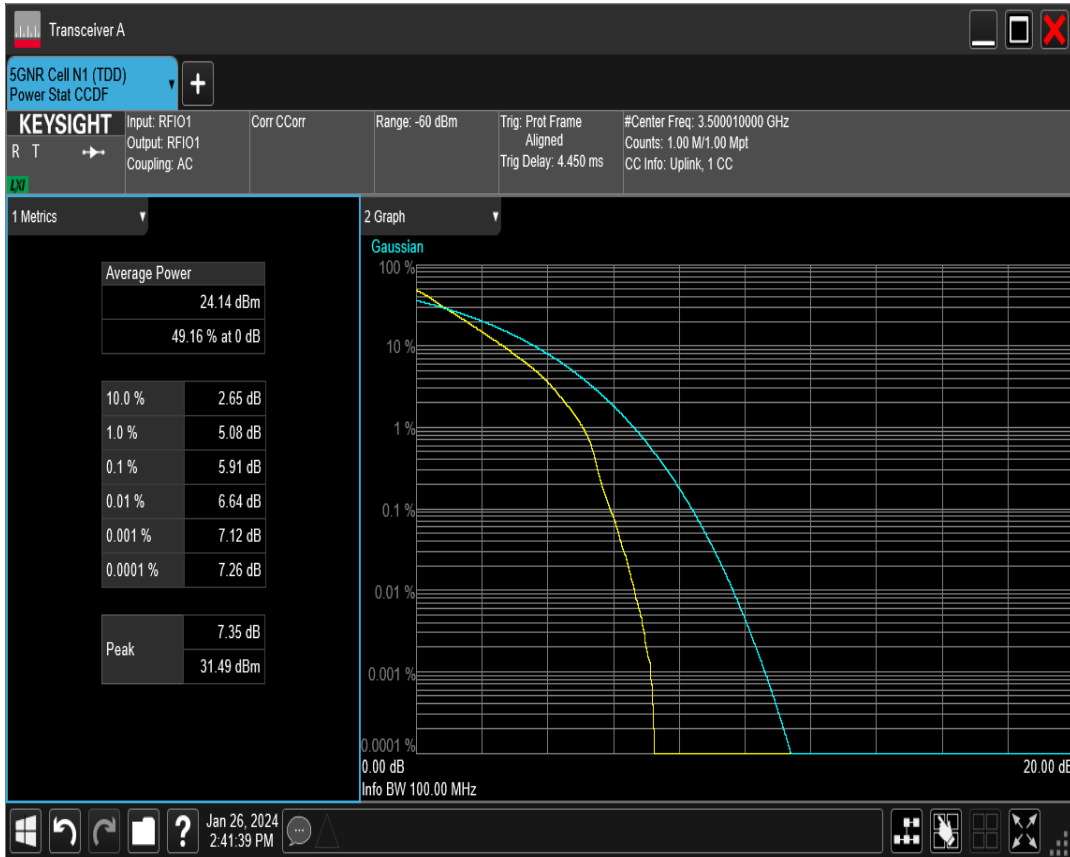 Transceiver A
5GNR Cell N1 (TDD)
Power Stat CCDF
+
KEYSIGHT
R T
LXI
Input: RFIO1
Output: RFIO1
Coupling: AC
Corr CCorr
Range: -60 dBm
Trig: Prot Frame
Aligned
Trig Delay: 4.450 ms
#Center Freq: 3.500010000 GHz
Counts: 1.00 M/1.00 Mpt
CC Info: Uplink, 1 CC
1 Metrics
Average Power
24.14 dBm
49.16 % at 0 dB
10.0 % 2.65 dB
1.0 % 5.08 dB
0.1 % 5.91 dB
0.01 % 6.64 dB
0.001 % 7.12 dB
0.0001 % 7.26 dB
Peak
7.35 dB
31.49 dBm
2 Graph
Gaussian
100 %
10 %
1 %
0.1 %
0.01 %
0.001 %
0.0001 %
0.00 dB 20.00 dB
Info BW 100.00 MHz
?
Jan 26, 2024
2:41:39 PM